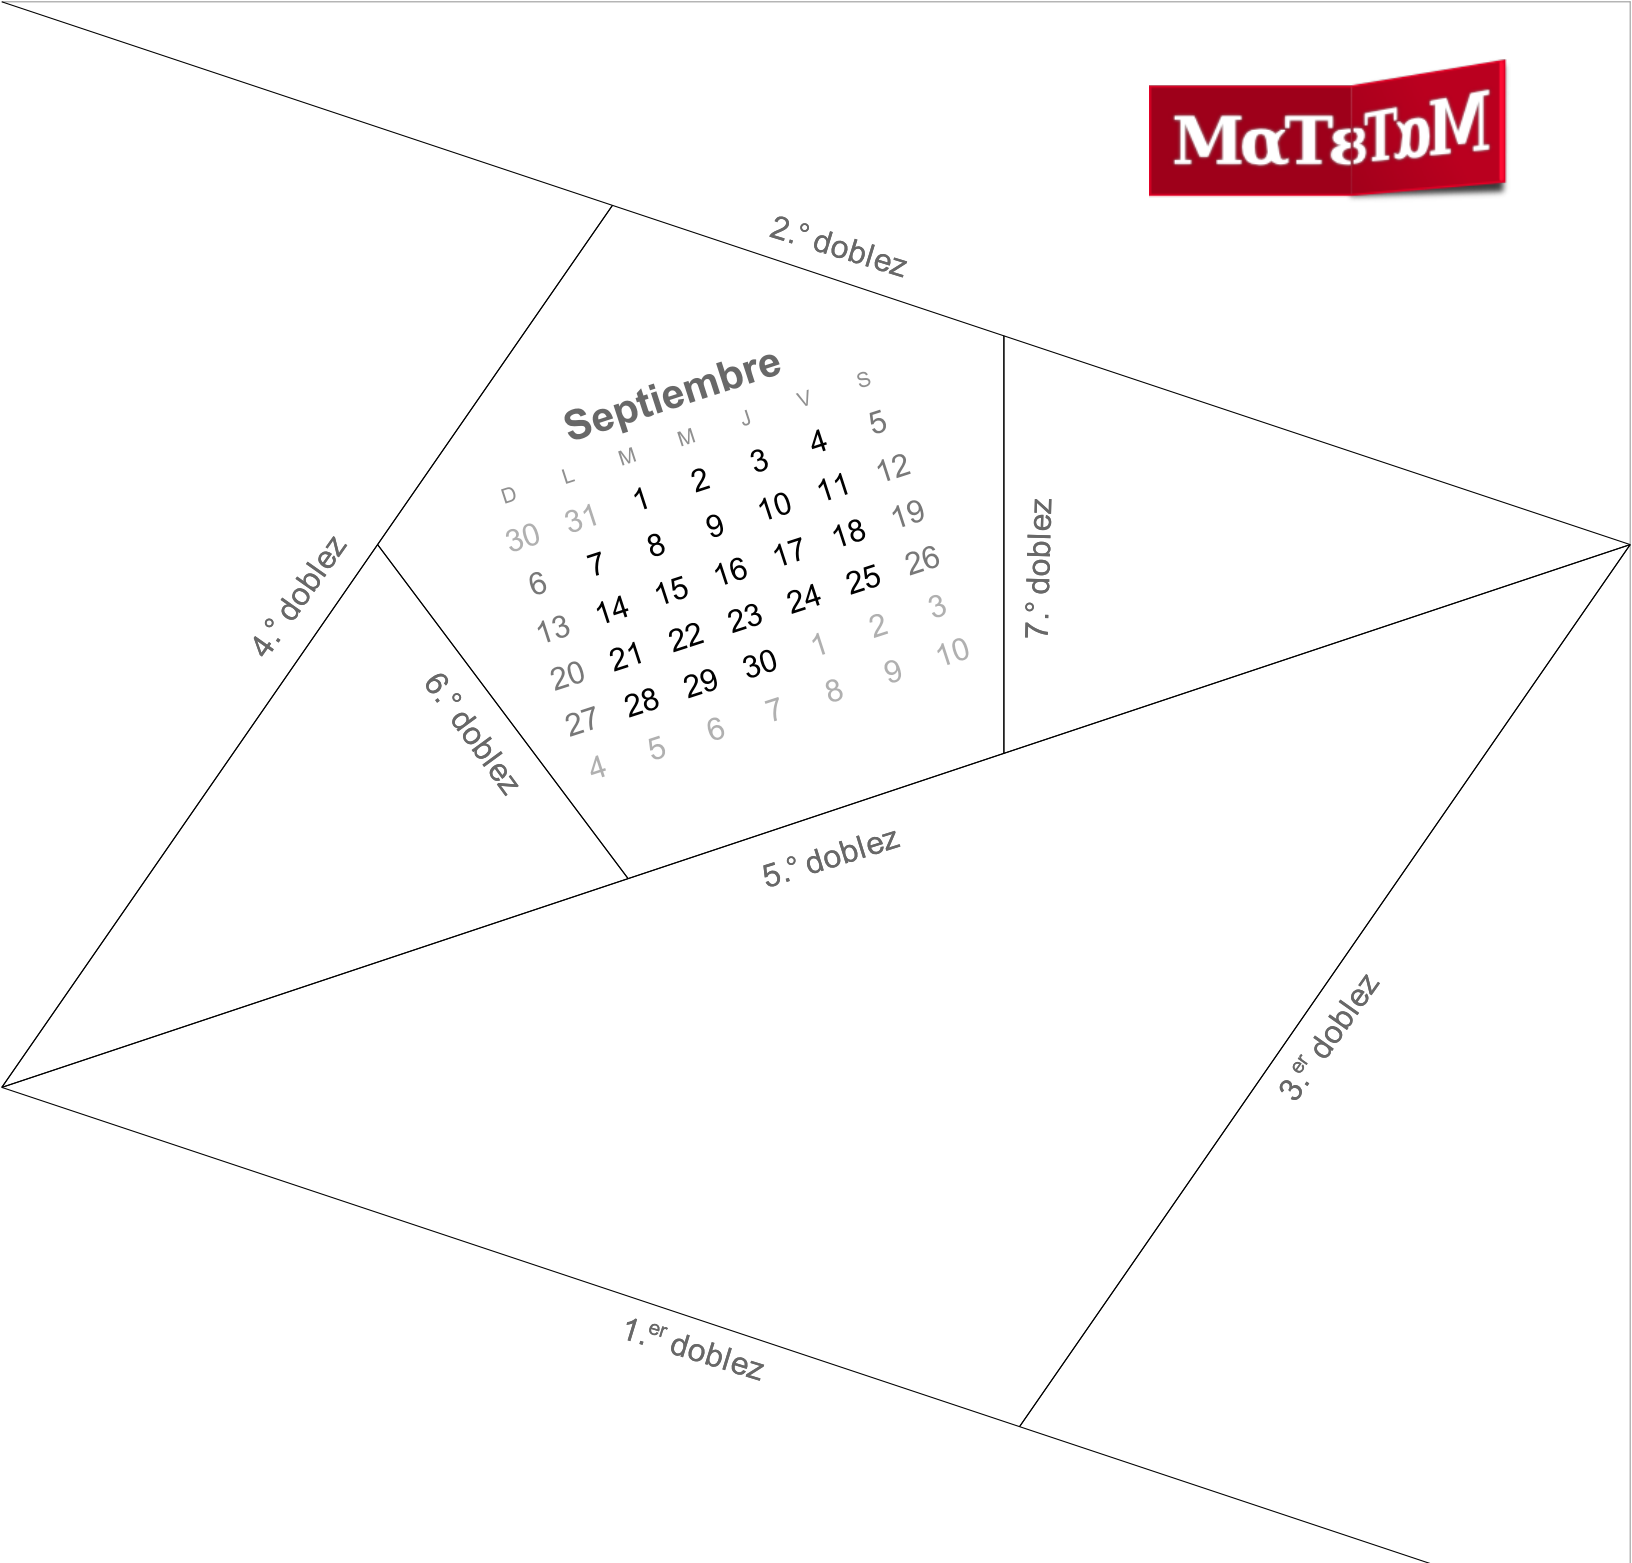 MαTεTαM
2.° doblez
Septiembre
D L M M J V S
30 31 1 2 3 4 5
6 7 8 9 10 11 12
13 14 15 16 17 18 19
20 21 22 23 24 25 26
27 28 29 30 1 2 3
4 5 6 7 8 9 10
4.° doblez
7.° doblez
6.° doblez
5.° doblez
3.er doblez
1.er doblez